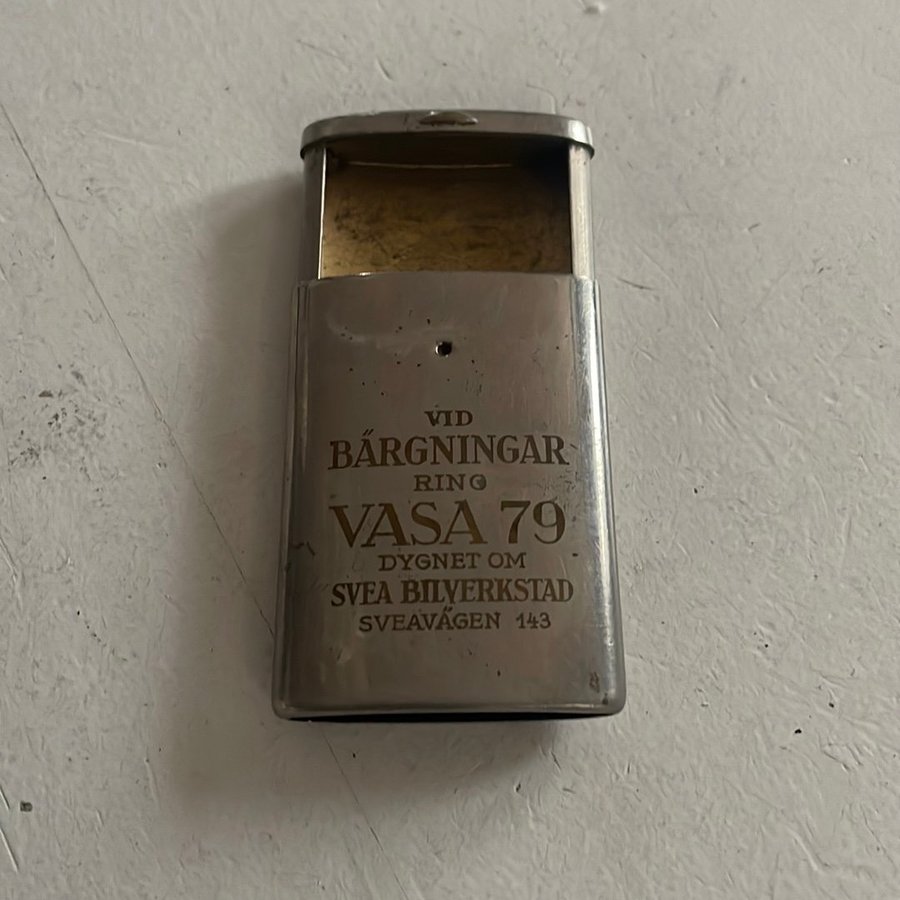 VID
BÄRGNINGAR
RING
VASA 79
DYGNET OM
SVEA BILVERKSTAD
SVEAVÄGEN 143